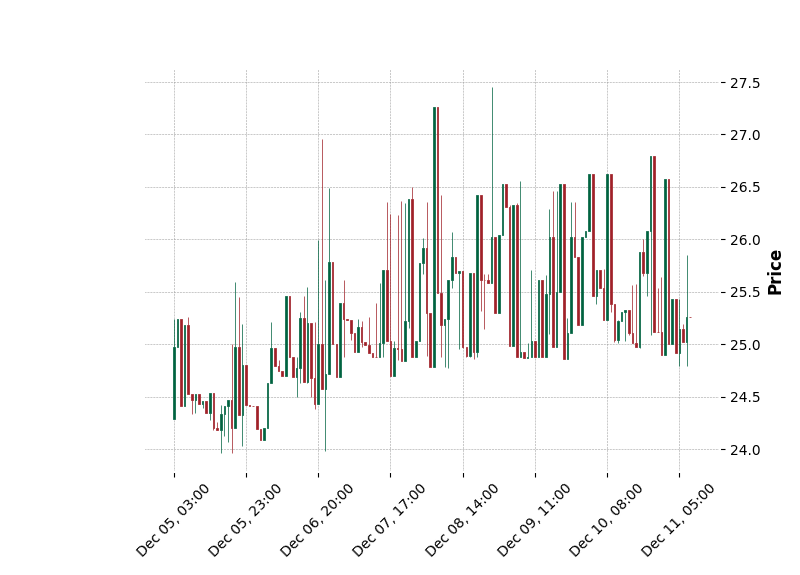 27.5
27.0
26.5
26.0
25.5
25.0
24.5
24.0
Price
Dec 05, 03:00
Dec 05, 23:00
Dec 06, 20:00
Dec 07, 17:00
Dec 08, 14:00
Dec 09, 11:00
Dec 10, 08:00
Dec 11, 05:00